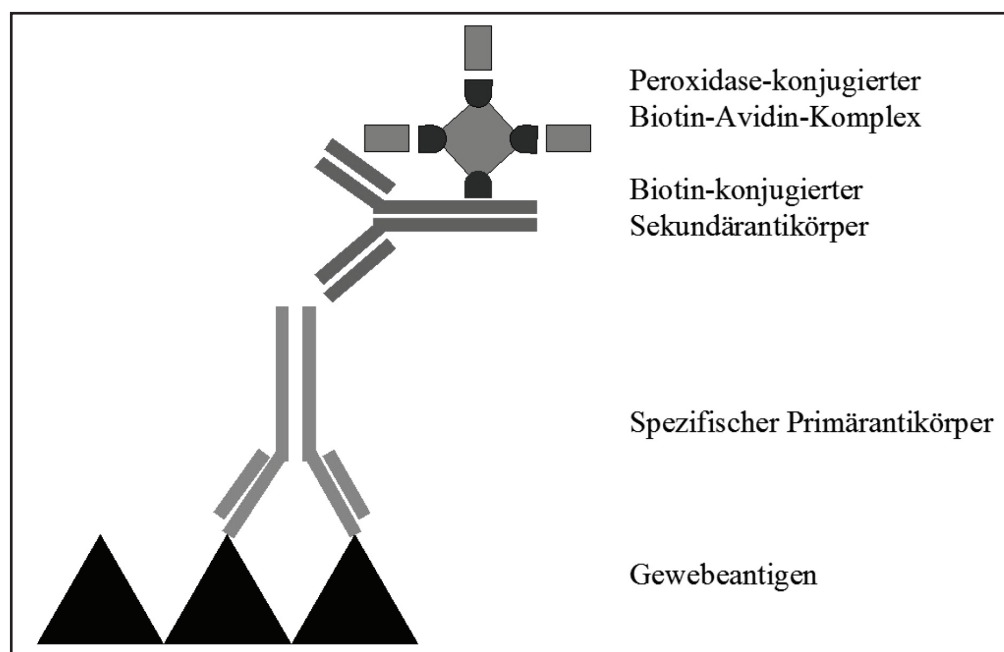 Peroxidase-konjugierter
Biotin-Avidin-Komplex
Biotin-konjugierter
Sekundärantikörper
Spezifischer Primärantikörper
Gewebeantigen